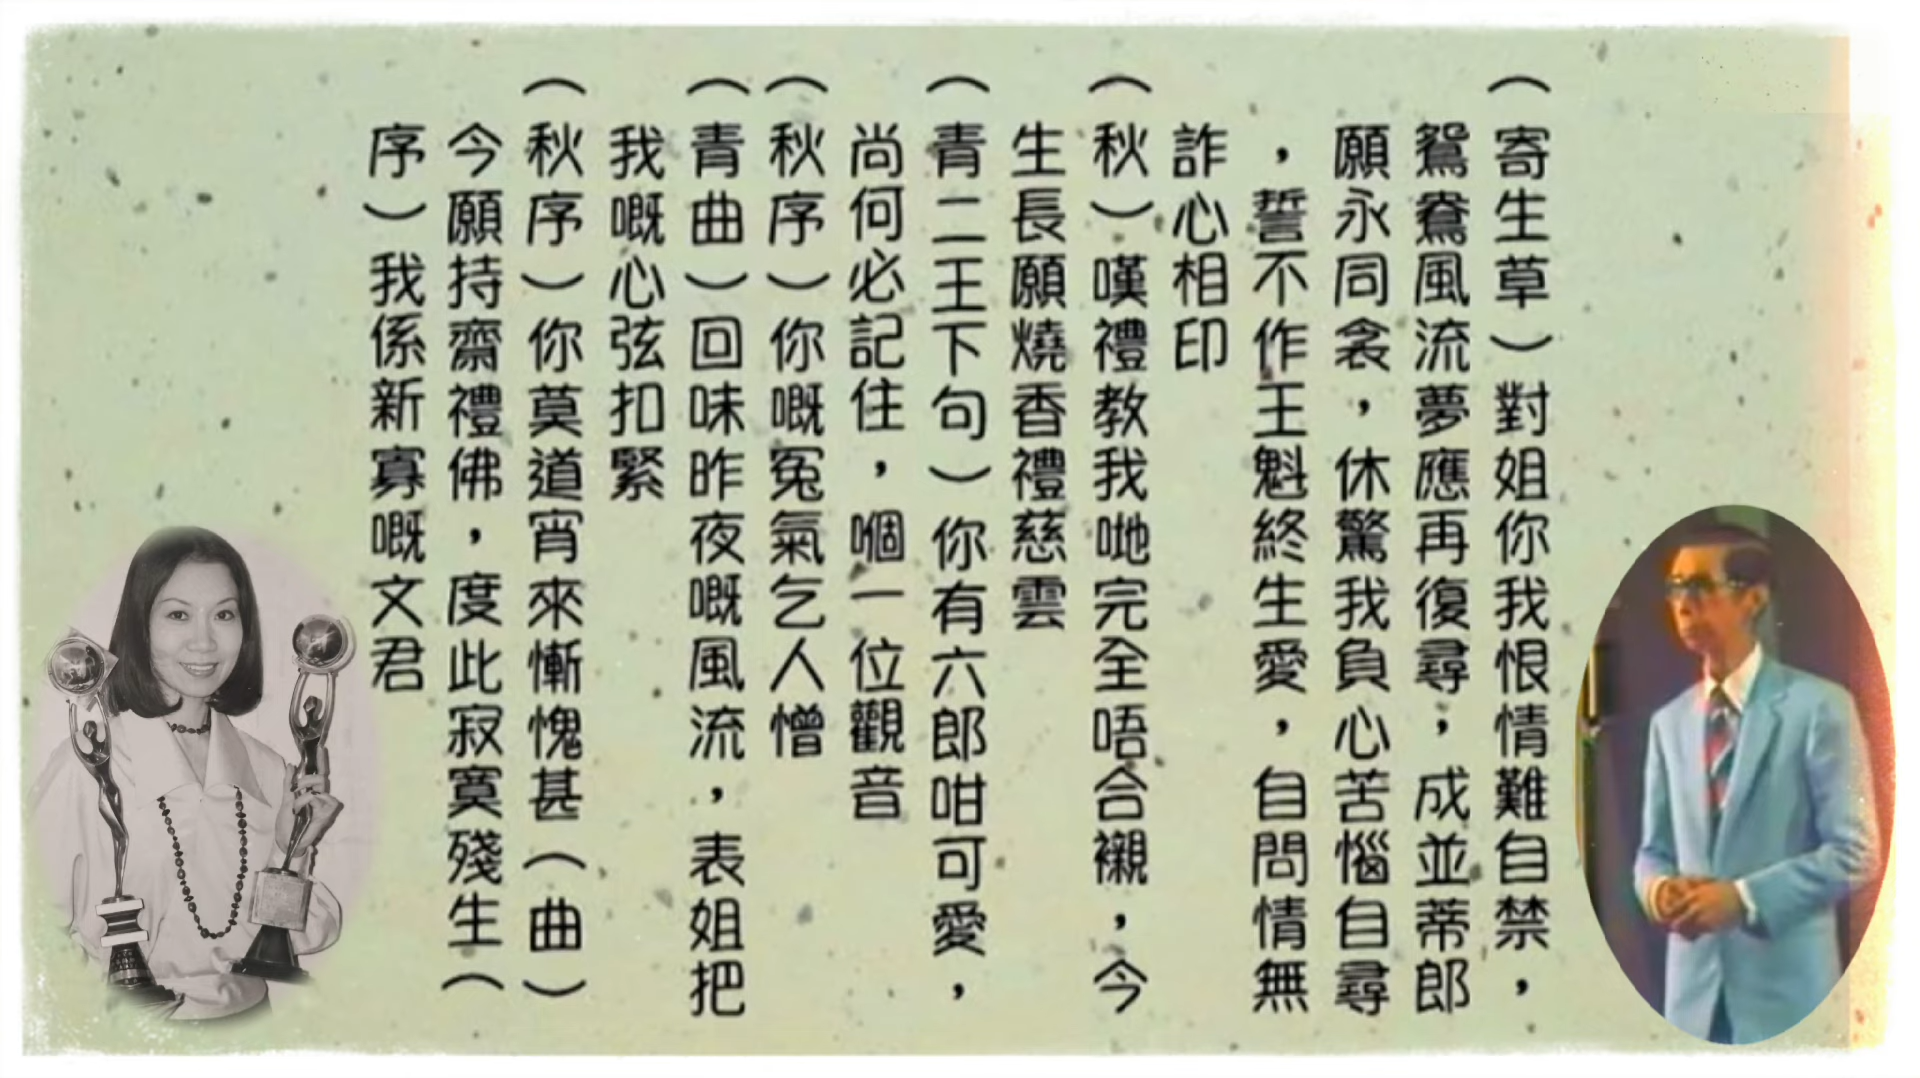 （寄生草）對姐你我恨情難自禁，
鴛鴦風流夢應再復尋，成並蒂郎
願永同衾，休驚我負心苦惱自尋
，誓不作王魁終生愛，自問情無
詐心相印
（秋）嘆禮教我哋完全唔合襯，今
生長願燒香禮慈雲
（青二王下句）你有六郎咁可愛，
尚何必記住，嗰一位觀音
（秋序）你嘅冤氣乞人憎
（青曲）回味昨夜嘅風流，表姐把
我嘅心弦扣緊
（秋序）你莫道宵來慚愧甚（曲）
今願持齋禮佛，度此寂寞殘生（
序）我係新寡嘅文君